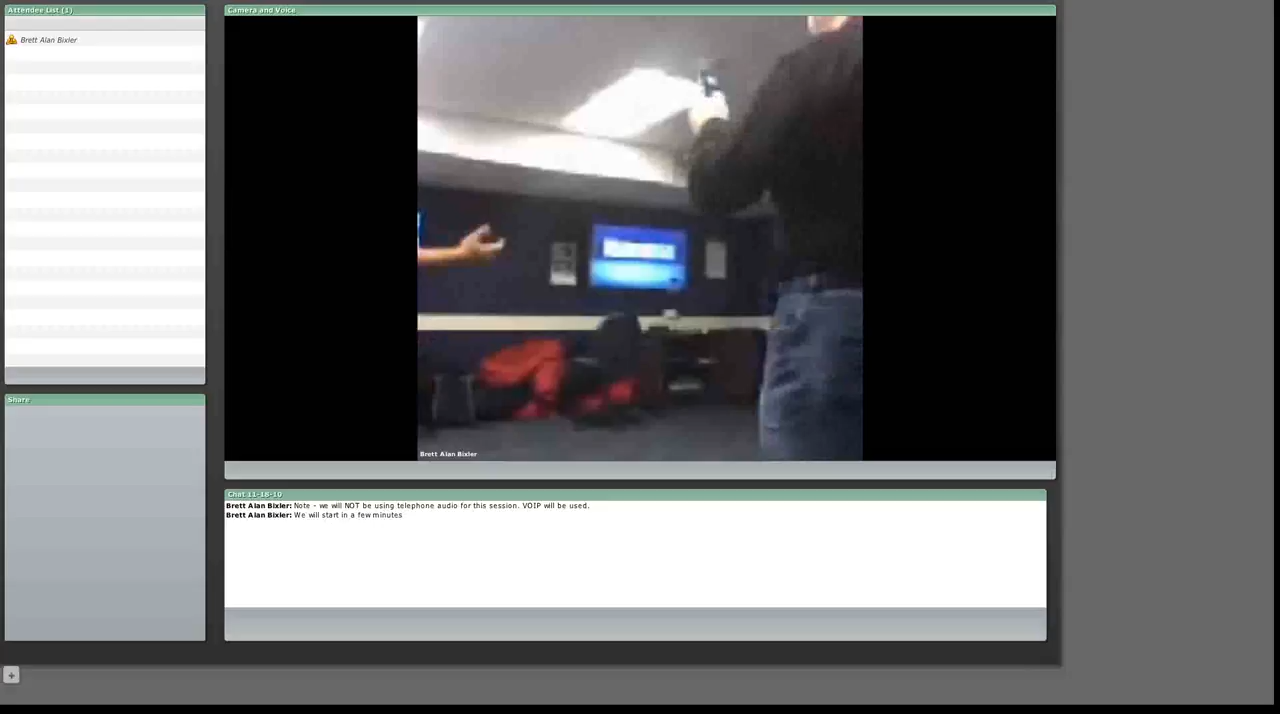 Attendee List (1)
Brett Alan Bixler
Share
Camera and Voice
Brett Alan Bixler
Chat 11-18-10
Brett Alan Bixler: Note - we will NOT be using telephone audio for this session. VOIP will be used.
Brett Alan Bixler: We will start in a few minutes